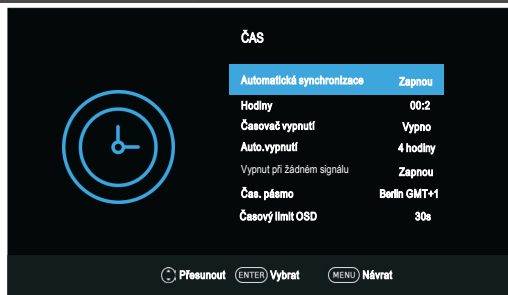 ČAS
Automatická synchronizace Zapnou
Hodiny 00:2
Časovač vypnutí Vypno
Auto.vypnutí 4 hodiny
Vypnut při žádném signálu Zapnou
Čas. pásmo Berlin GMT+1
Časový limit OSD 30s
Přesunout ENTER Vybrat MENU Návrat